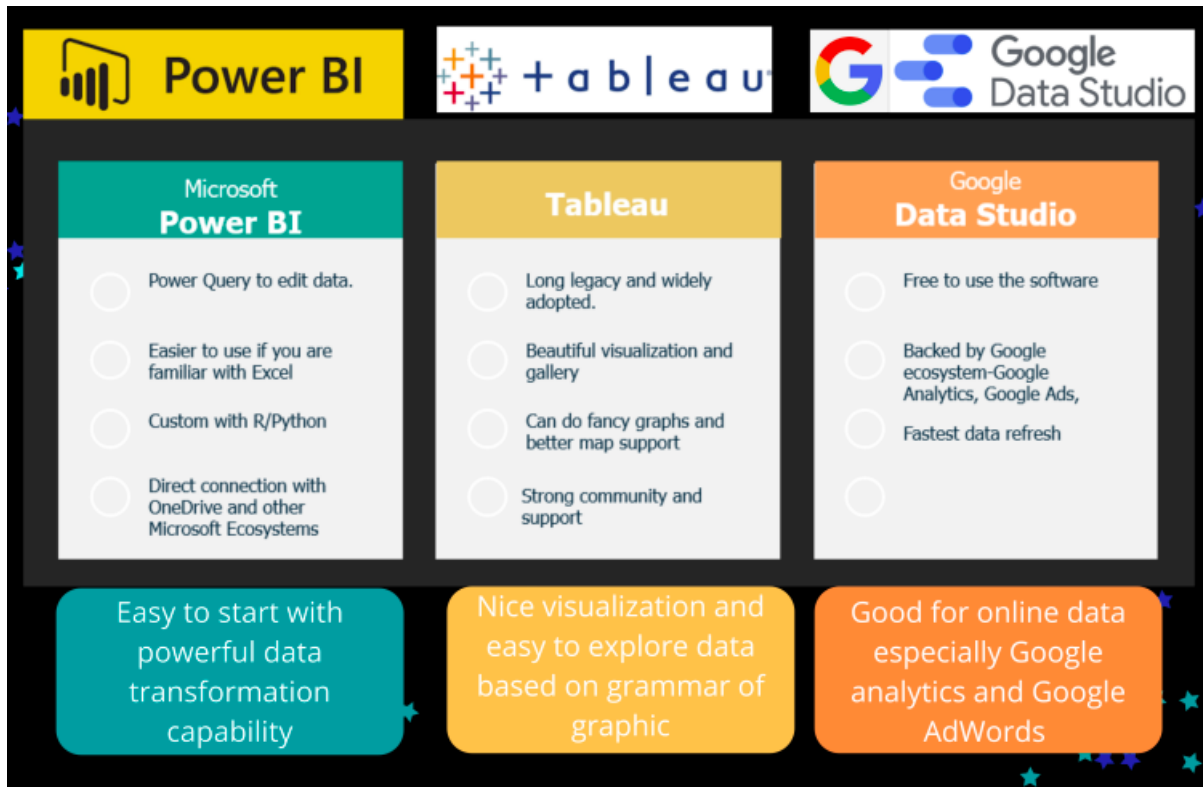 Power BI
+ a b | e a u
Google
Data Studio
Microsoft
Power BI
Power Query to edit data.
Easier to use if you are
familiar with Excel
Custom with R/Python
Direct connection with
OneDrive and other
Microsoft Ecosystems
Tableau
Long legacy and widely
adopted.
Beautiful visualization and
gallery
Can do fancy graphs and
better map support
Strong community and
support
Google
Data Studio
Free to use the software
Backed by Google
ecosystem-Google
Analytics, Google Ads,
Fastest data refresh
Easy to start with
powerful data
transformation
capability
Nice visualization and
easy to explore data
based on grammar of
graphic
Good for online data
especially Google
analytics and Google
AdWords